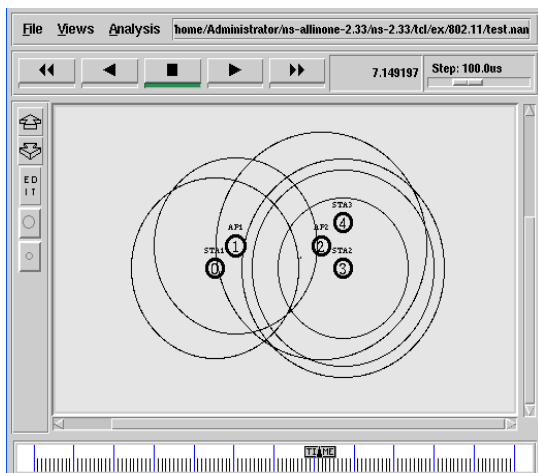 File Views Analysis home/Administrator/ns-allinone-2.33/ns-2.33/tcl/ex/802.11/test.nan
7.149197 Step: 100.0us
ED
IT
STA3
4
AP1 AP2
1 2
STA1 STA2
0 3
TIME